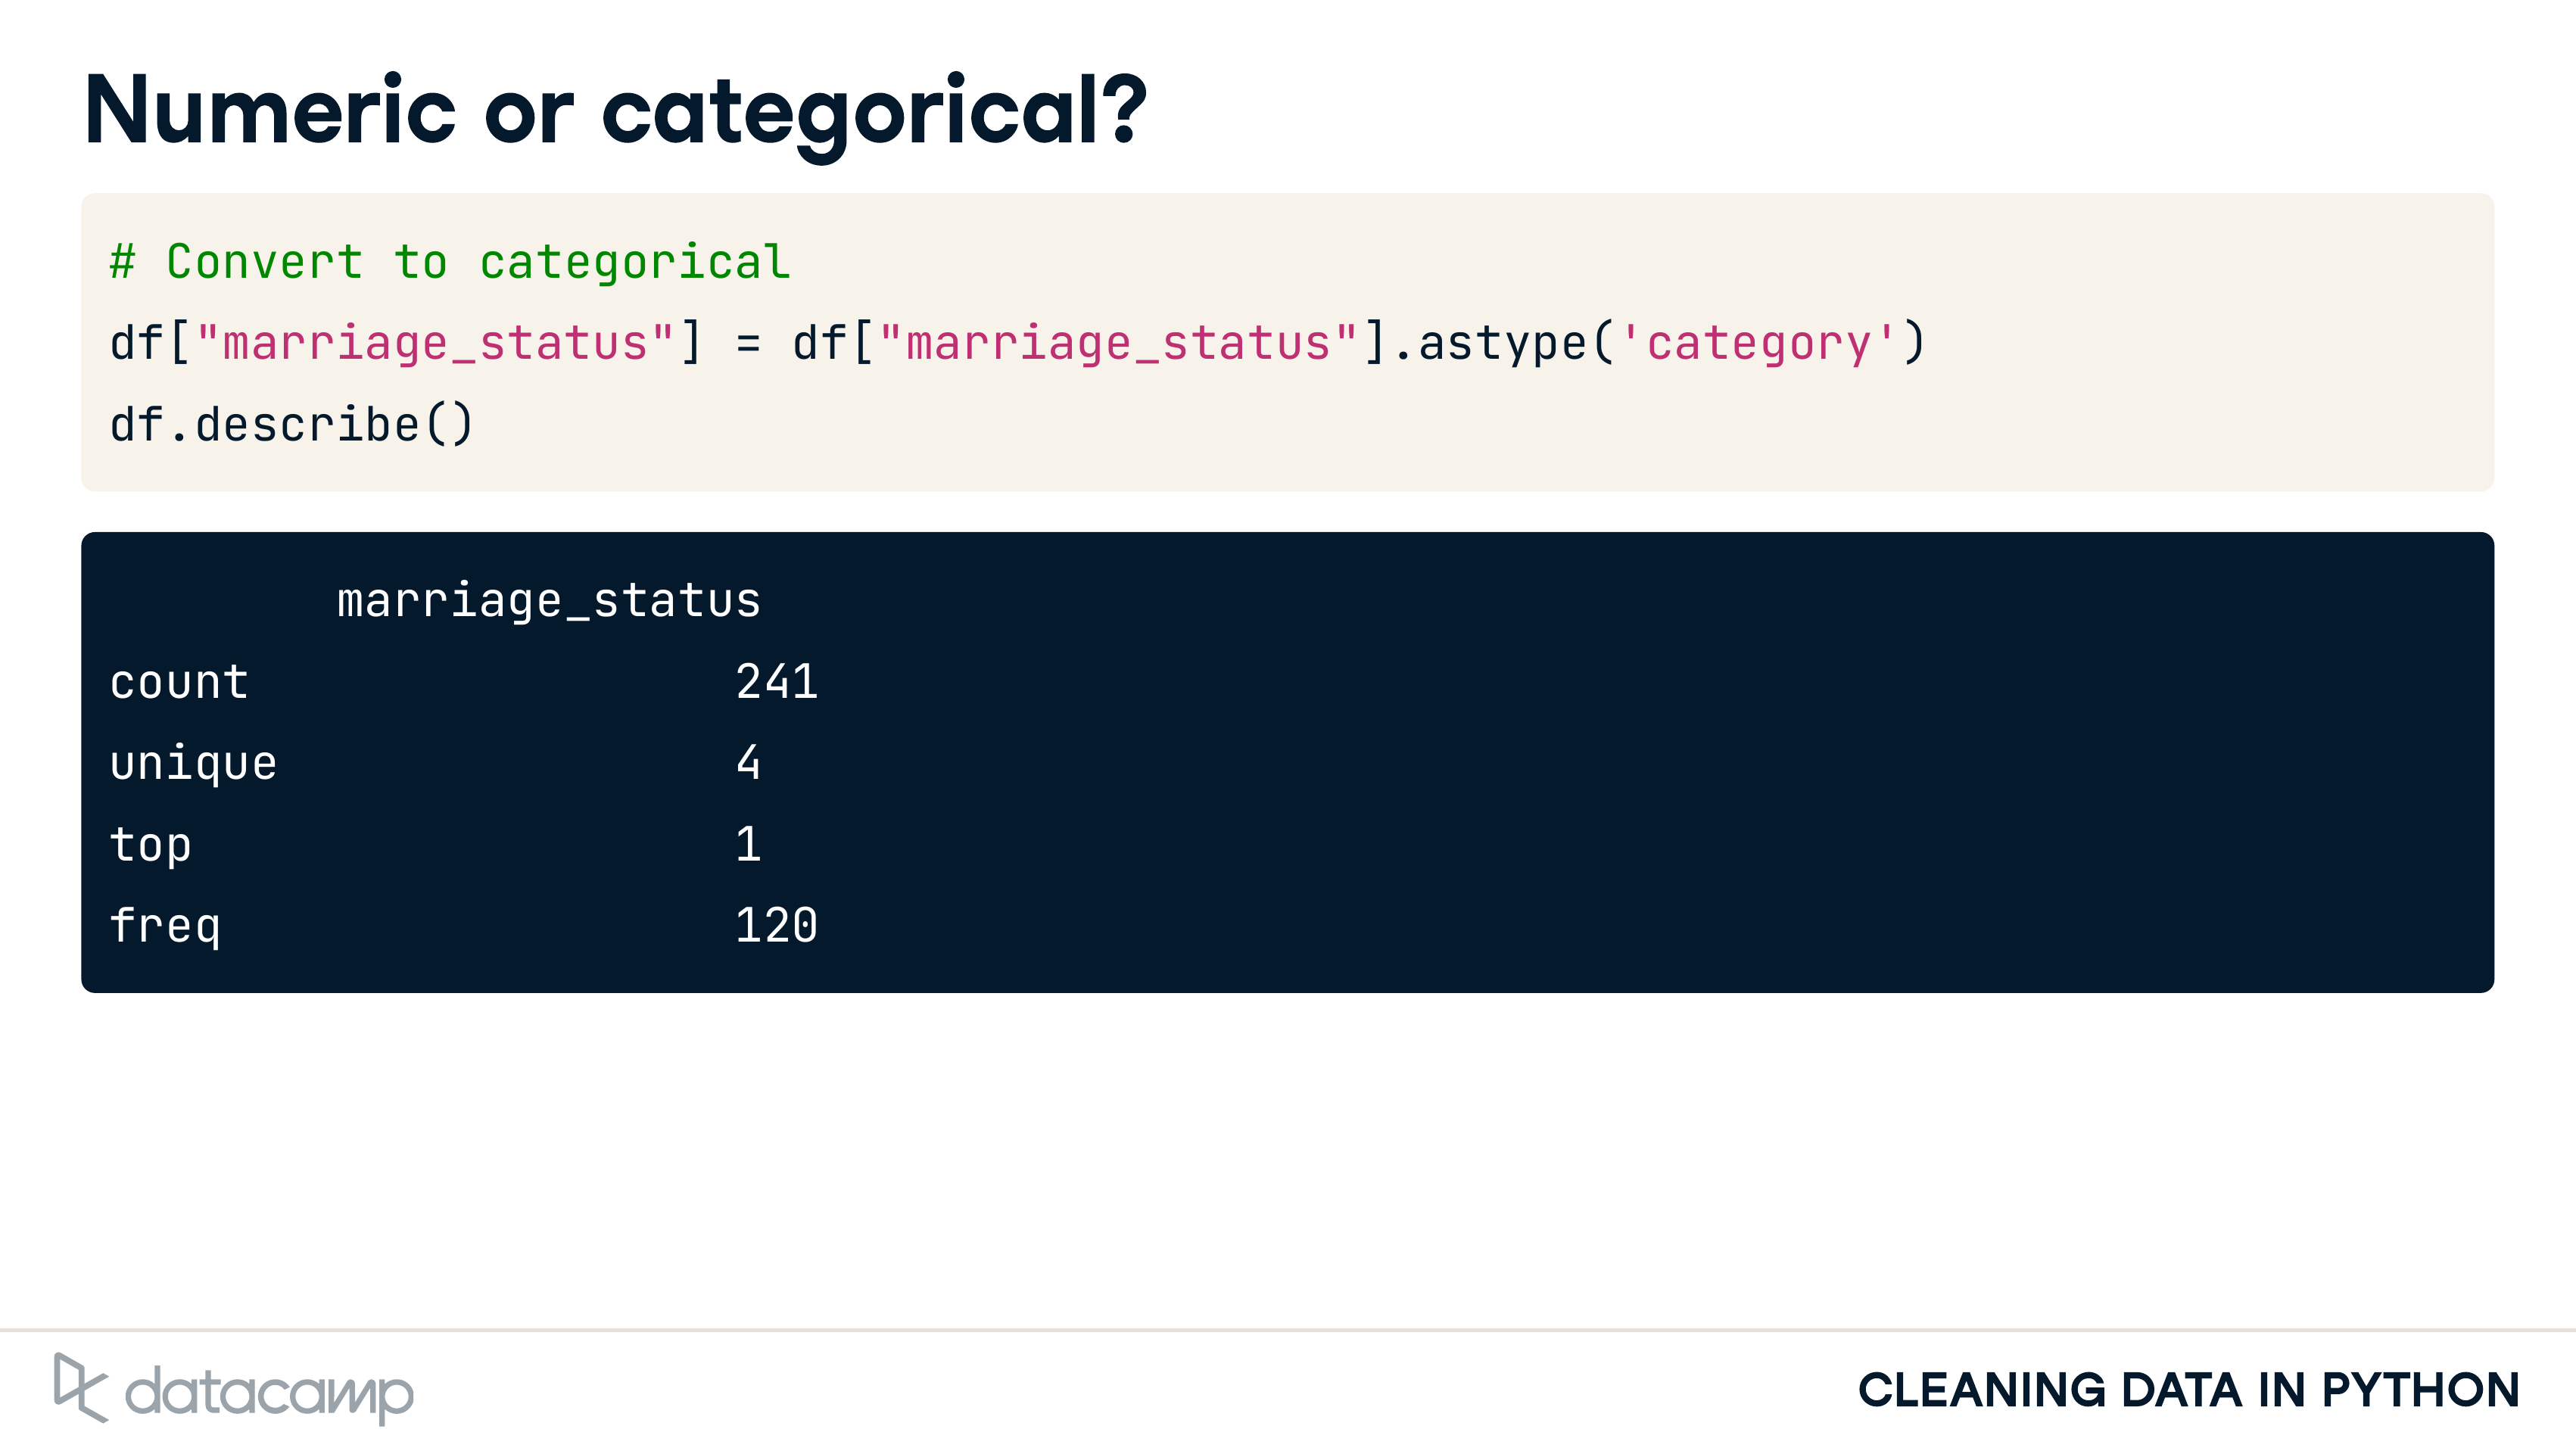 Numeric or categorical?
# Convert to categorical
df["marriage_status"] = df["marriage_status"].astype('category')
df.describe()
marriage_status
count 241
unique 4
top 1
freq 120
datacamp
CLEANING DATA IN PYTHON